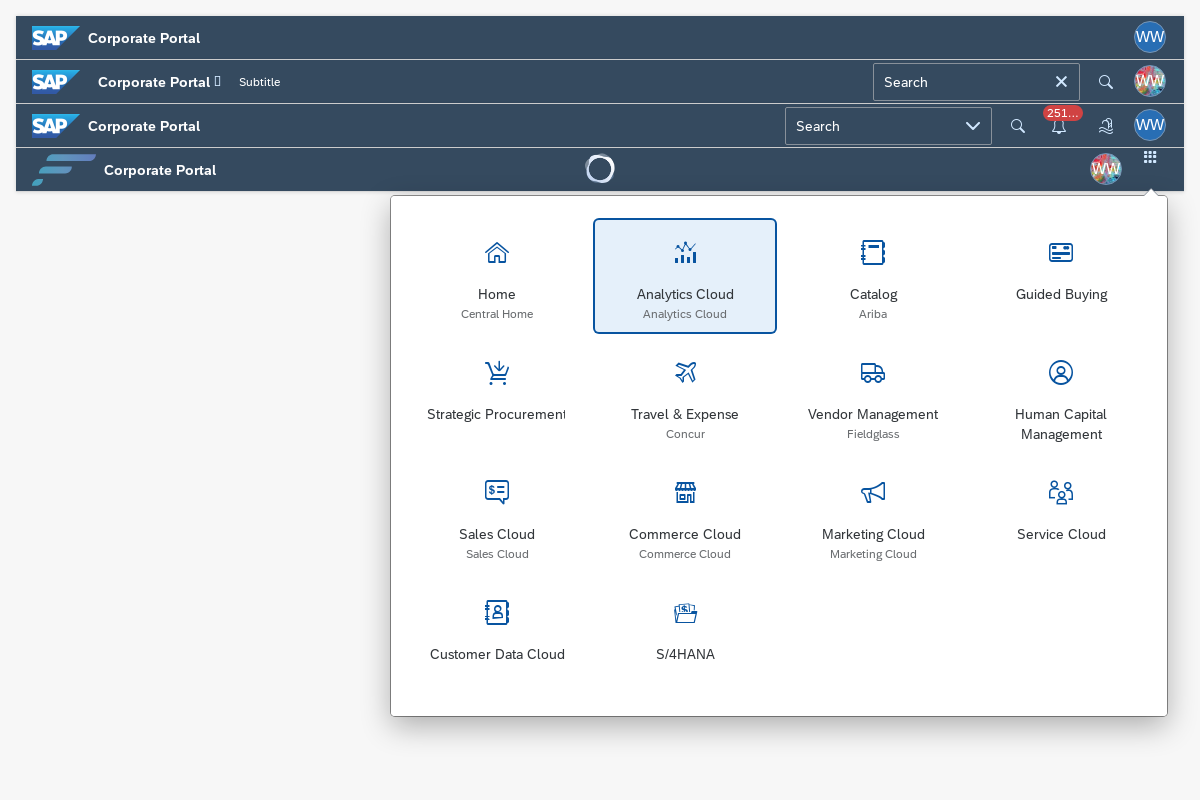 SAP Corporate Portal WW
SAP Corporate Portal Subtitle Search WW
SAP Corporate Portal Search 251... WW
Corporate Portal WW
Home Analytics Cloud Catalog Guided Buying
Central Home Analytics Cloud Ariba
Strategic Procurement Travel & Expense Vendor Management Human Capital
Concur Fieldglass Management
Sales Cloud Commerce Cloud Marketing Cloud Service Cloud
Sales Cloud Commerce Cloud Marketing Cloud
Customer Data Cloud S/4HANA